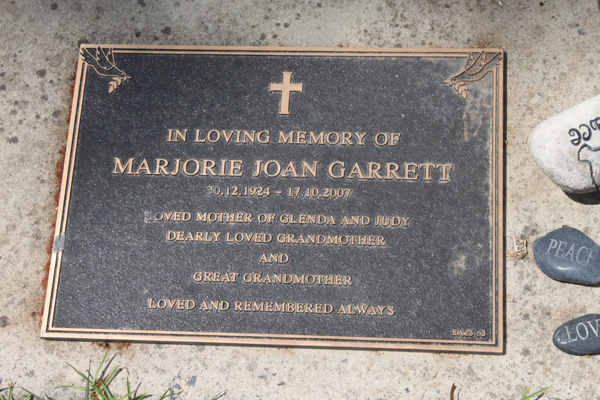 IN LOVING MEMORY OF
MARJORIE JOAN GARRETT
20.12.1924 ~ 17.10.2007
LOVED MOTHER OF GLENDA AND JUDY
DEARLY LOVED GRANDMOTHER
AND
GREAT GRANDMOTHER
LOVED AND REMEMBERED ALWAYS
PEACE
LOV